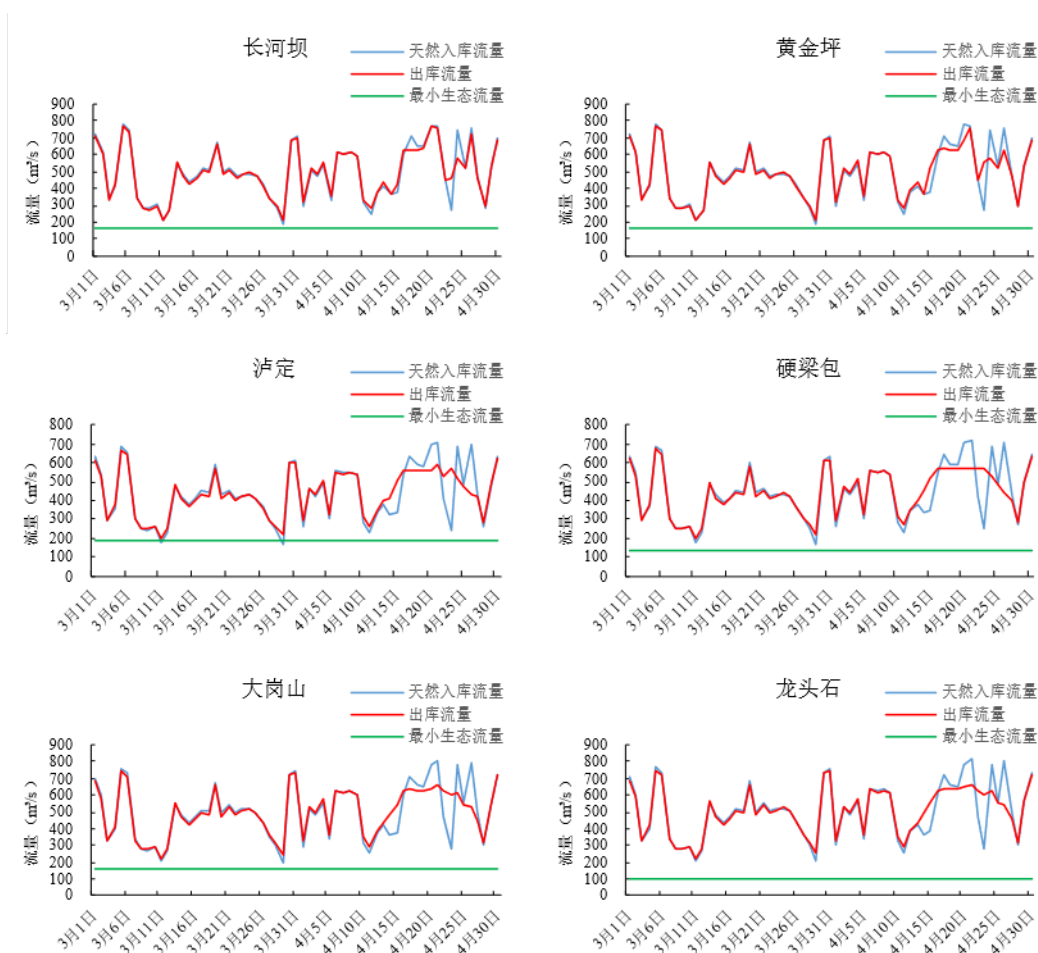 长河坝
天然入库流量
出库流量
最小生态流量
流量（m³/s）
900
800
700
600
500
400
300
200
100
0
3月1日
3月6日
3月11日
3月16日
3月21日
3月26日
3月31日
4月5日
4月10日
4月15日
4月20日
4月25日
4月30日
黄金坪
天然入库流量
出库流量
最小生态流量
流量（m³/s）
900
800
700
600
500
400
300
200
100
0
3月1日
3月6日
3月11日
3月16日
3月21日
3月26日
3月31日
4月5日
4月10日
4月15日
4月20日
4月25日
4月30日
泸定
天然入库流量
出库流量
最小生态流量
流量（m³/s）
800
700
600
500
400
300
200
100
0
3月1日
3月6日
3月11日
3月16日
3月21日
3月26日
3月31日
4月5日
4月10日
4月15日
4月20日
4月25日
4月30日
硬梁包
天然入库流量
出库流量
最小生态流量
流量（m³/s）
800
700
600
500
400
300
200
100
0
3月1日
3月6日
3月11日
3月16日
3月21日
3月26日
3月31日
4月5日
4月10日
4月15日
4月20日
4月25日
4月30日
大岗山
天然入库流量
出库流量
最小生态流量
流量（m³/s）
900
800
700
600
500
400
300
200
100
0
3月1日
3月6日
3月11日
3月16日
3月21日
3月26日
3月31日
4月5日
4月10日
4月15日
4月20日
4月25日
4月30日
龙头石
天然入库流量
出库流量
最小生态流量
流量（m³/s）
900
800
700
600
500
400
300
200
100
0
3月1日
3月6日
3月11日
3月16日
3月21日
3月26日
3月31日
4月5日
4月10日
4月15日
4月20日
4月25日
4月30日